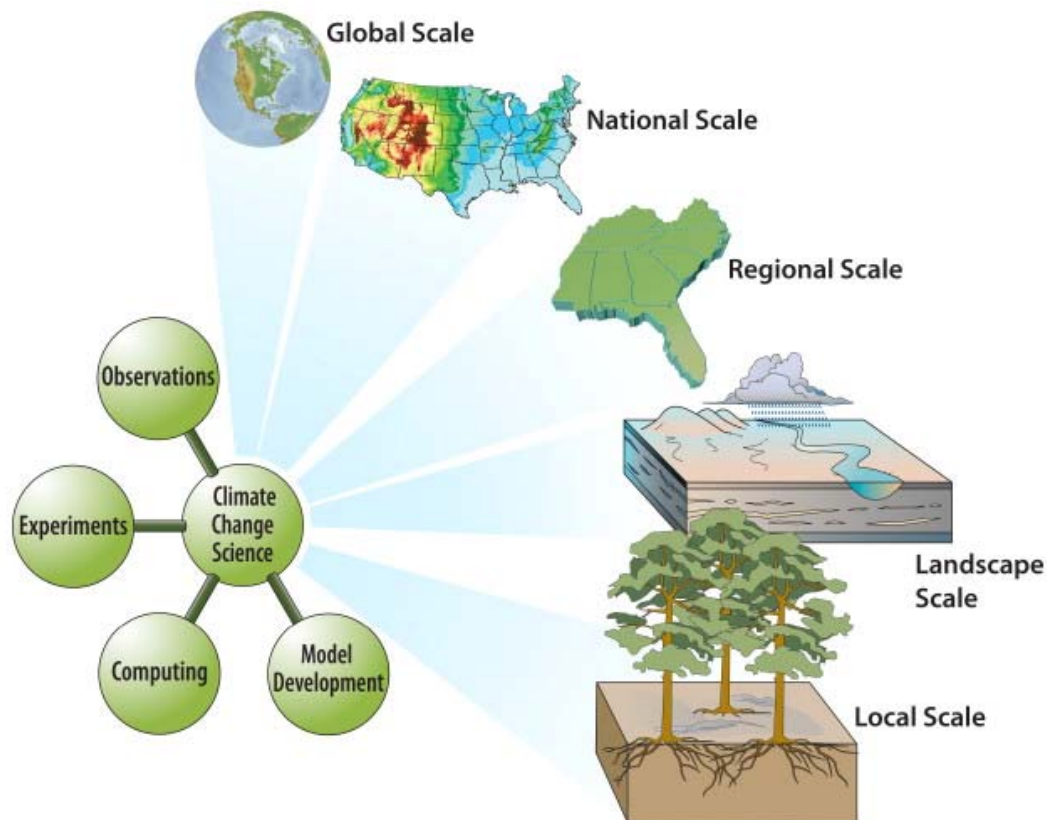 Global Scale
National Scale
Regional Scale
Observations
Experiments
Climate
Change
Science
Computing
Model
Development
Landscape
Scale
Local Scale